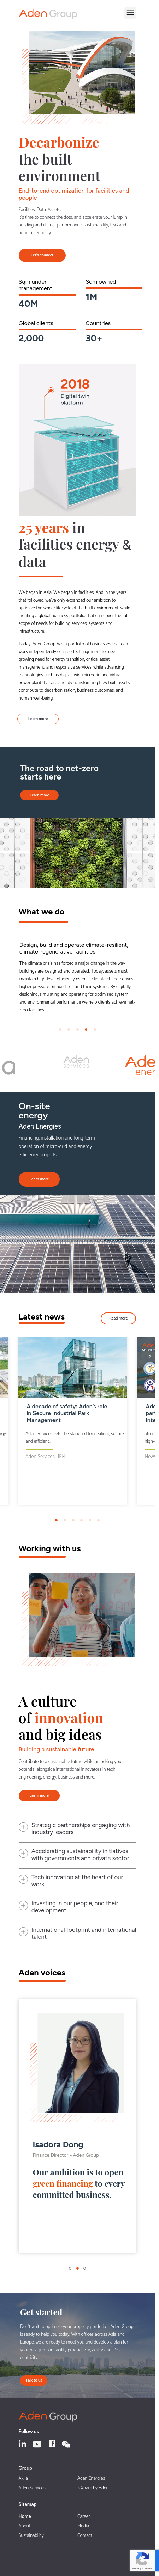 Aden Group
Decarbonize
the built
environment
End-to-end optimization for facilities and
people
Facilities. Data. Assets.
It's time to connect the dots, and accelerate your jump in
building and district performance, sustainability, ESG and
human-centricity.
Let's connect
Sqm under
management
40M
Sqm owned
1M
Global clients
2,000
Countries
30+
2018
Digital twin
platform
25 years in
facilities energy &
data
We began in Asia. We began in facilities. And in the years
that followed, we've only expanded our ambition to
optimize the whole lifecycle of the built environment, while
creating a global business portfolio that can cover the full
scope of needs for building services, systems and
infrastructure.
Today, Aden Group has a portfolio of businesses that can
work independently or in perfect alignment to meet
growing need for energy transition, critical asset
management, and responsive services, while advancing
technologies such as digital twin, microgrid and virtual
power plant that are already transforming how built assets
contribute to decarbonization, business outcomes, and
human well-being.
Learn more
The road to net-zero
starts here
Learn more
What we do
Design, build and operate climate-resilient,
climate-regenerative facilities
The climate crisis has forced a major change in the way
buildings are designed and operated. Today, assets must
maintain high tech efficiency even as climate change drives
higher pressures on buildings and their systems. By digitally
designing, simulating and operating for optimized system
and environmental performance we help clients achieve net-
zero facilities.
a
Aden
SERVICES
Ade
ener
On-site
energy
Aden Energies
Financing, installation and long-term
operation of micro-grid and energy
efficiency projects.
Learn more
Latest news
Read more
A decade of safety: Aden's role
in Secure Industrial Park
Management
Aden Services sets the standard for resilient, secure,
and efficient...
Aden Services IFM
Working with us
A culture
of innovation
and big ideas
Building a sustainable future
Contribute to a sustainable future while unlocking your
potential alongside international innovators in tech,
engineering, energy, business and more.
Learn more
Strategic partnerships engaging with
industry leaders
Accelerating sustainability initiatives
with governments and private sector
Tech innovation at the heart of our
work
Investing in our people, and their
development
International footprint and international
talent
Aden voices
Isadora Dong
Finance Director - Aden Group
Our ambition is to open
green financing to every
committed business.
Get started
Don't wait to optimize your property portfolio - Aden Group
is ready to help you today. With offices across Asia and
Europe, we are ready to meet you and develop a plan for
your next jump in facility productivity, agility and ESG-
centricity.
Talk to us
Aden Group
Follow us
Group
Akila
Aden Energies
Aden Services
NXpark by Aden
Sitemap
Home
Career
About
Media
Sustainability
Contact
Privacy - Terms